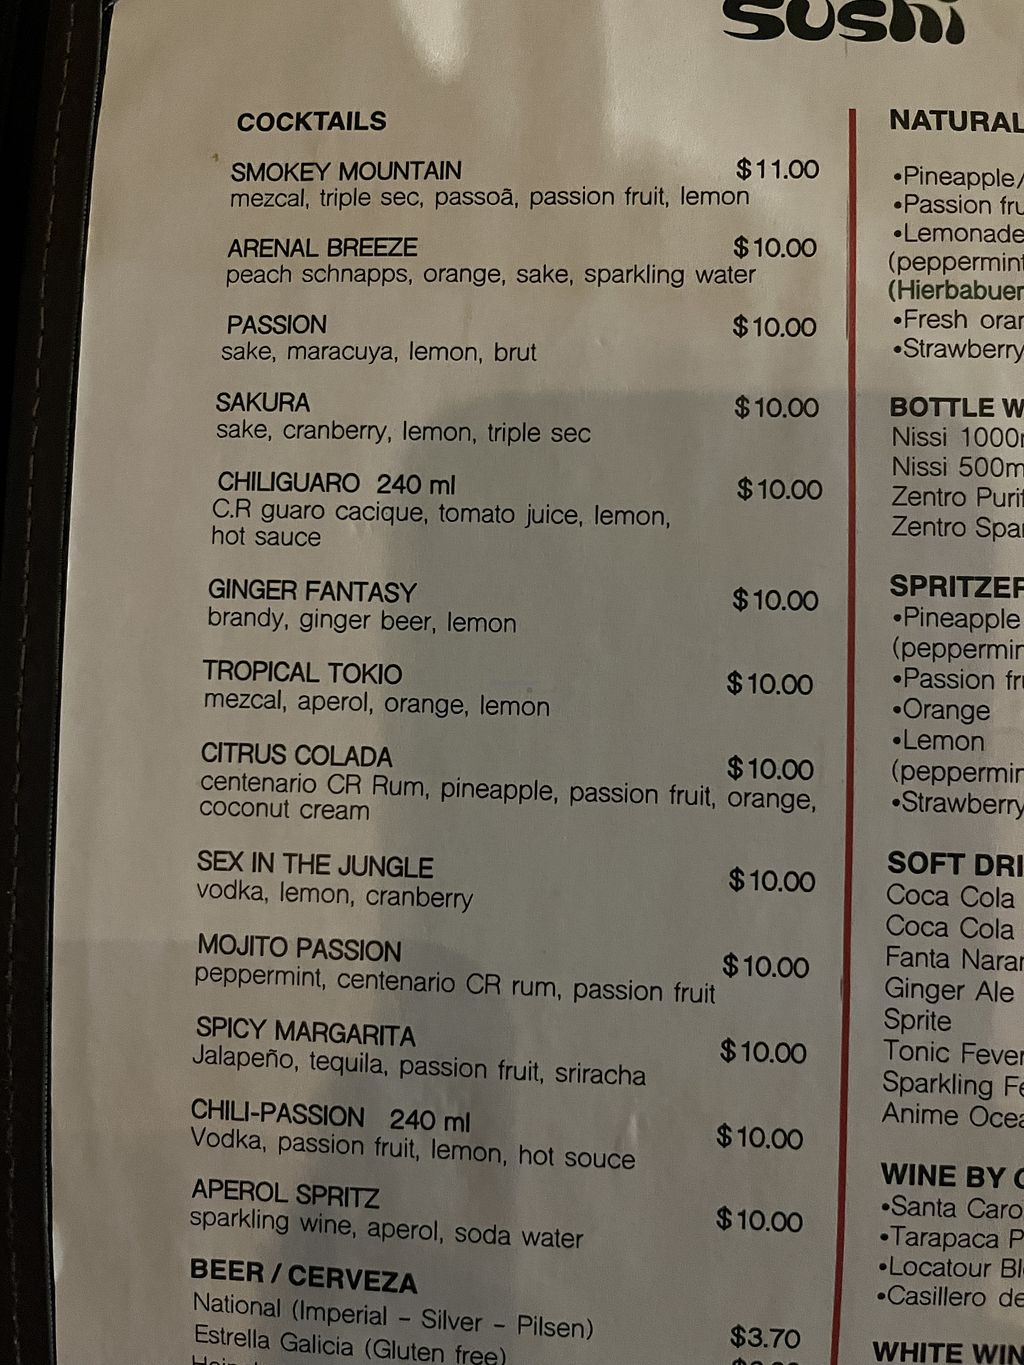 sushi
COCKTAILS
SMOKEY MOUNTAIN $11.00
mezcal, triple sec, passoã, passion fruit, lemon
ARENAL BREEZE $10.00
peach schnapps, orange, sake, sparkling water
PASSION $10.00
sake, maracuya, lemon, brut
SAKURA $10.00
sake, cranberry, lemon, triple sec
CHILIGUARO 240 ml $10.00
C.R guaro cacique, tomato juice, lemon,
hot sauce
GINGER FANTASY $10.00
brandy, ginger beer, lemon
TROPICAL TOKIO $10.00
mezcal, aperol, orange, lemon
CITRUS COLADA $10.00
centenario CR Rum, pineapple, passion fruit, orange,
coconut cream
SEX IN THE JUNGLE $10.00
vodka, lemon, cranberry
MOJITO PASSION $10.00
peppermint, centenario CR rum, passion fruit
SPICY MARGARITA $10.00
Jalapeño, tequila, passion fruit, sriracha
CHILI-PASSION 240 ml $10.00
Vodka, passion fruit, lemon, hot souce
APEROL SPRITZ $10.00
sparkling wine, aperol, soda water
BEER / CERVEZA
National (Imperial – Silver – Pilsen) $3.70
Estrella Galicia (Gluten free)
NATURAL
•Pineapple/
•Passion
•Lemonade
(peppermint
•Fresh
•Strawberry
BOTTLE
Nissi
Nissi
Zentro
Zentro
•Pineapple
•Passion
•Orange
•Lemon
•Strawberry
SOFT
Coca Cola
Coca Cola
Fanta
Ginger Ale
Sprite
Tonic
Sparkling
Anime
WINE BY
•Santa
•Tarapaca
•Locatour
•Casillero
WHITE